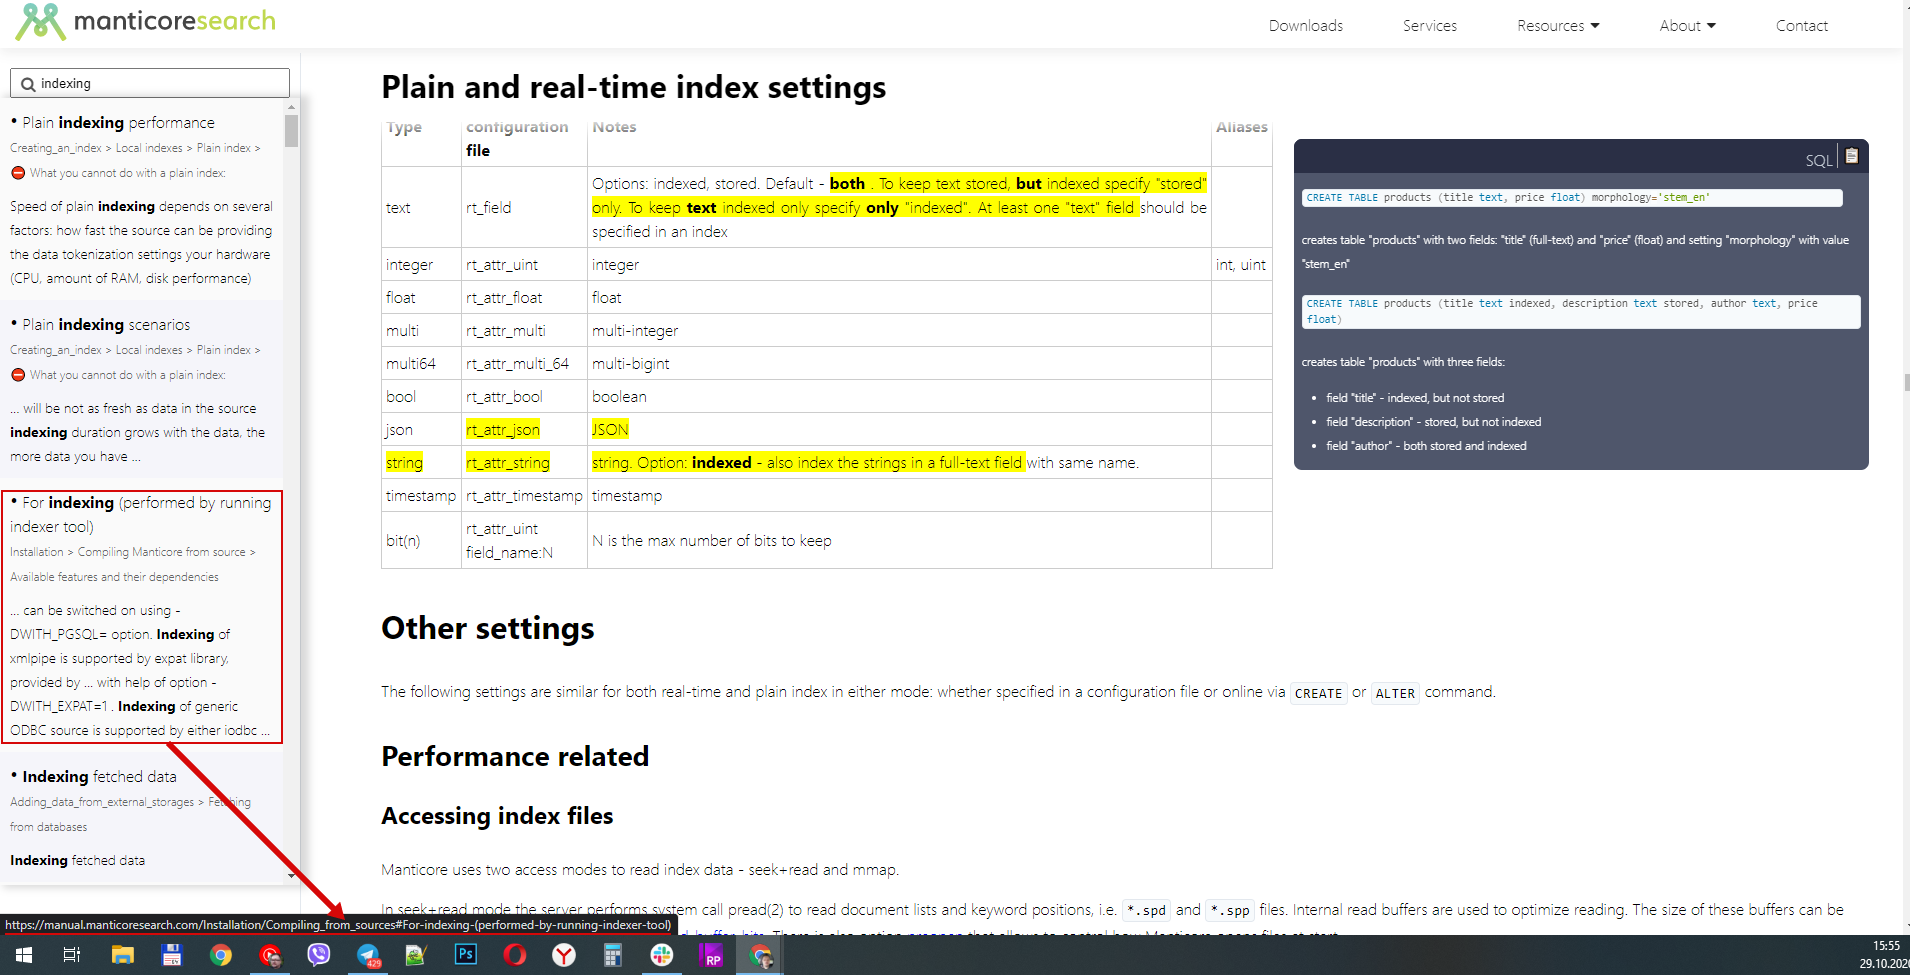 manticoresearch
Downloads
Services
Resources
About
Contact
indexing
• Plain indexing performance
Creating_an_index > Local indexes > Plain index >
What you cannot do with a plain index:
Speed of plain indexing depends on several
factors: how fast the source can be providing
the data tokenization settings your hardware
(CPU, amount of RAM, disk performance)
• Plain indexing scenarios
Creating_an_index > Local indexes > Plain index >
What you cannot do with a plain index:
... will be not as fresh as data in the source
indexing duration grows with the data, the
more data you have ...
• For indexing (performed by running
indexer tool)
Installation > Compiling Manticore from source >
Available features and their dependencies
... can be switched on using -
DWITH_PGSQL= option. Indexing of
xmlpipe is supported by expat library,
provided by ... with help of option -
DWITH_EXPAT=1 . Indexing of generic
ODBC source is supported by either iodbc ...
• Indexing fetched data
Adding_data_from_external_storages > Fetching
from databases
Indexing fetched data
Plain and real-time index settings
Type configuration file Notes Aliases
text rt_field Options: indexed, stored. Default - both . To keep text stored, but indexed specify "stored"
only. To keep text indexed only specify only "indexed". At least one "text" field should be
specified in an index
integer rt_attr_uint integer int, uint
float rt_attr_float float
multi rt_attr_multi multi-integer
multi64 rt_attr_multi_64 multi-bigint
bool rt_attr_bool boolean
json rt_attr_json JSON
string rt_attr_string string. Option: indexed - also index the strings in a full-text field with same name.
timestamp rt_attr_timestamp timestamp
bit(n) rt_attr_uint field_name:N N is the max number of bits to keep
SQL
CREATE TABLE products (title text, price float) morphology='stem_en'
creates table "products" with two fields: "title" (full-text) and "price" (float) and setting "morphology" with value
"stem_en"
CREATE TABLE products (title text indexed, description text stored, author text, price
float)
creates table "products" with three fields:
• field "title" - indexed, but not stored
• field "description" - stored, but not indexed
• field "author" - both stored and indexed
Other settings
The following settings are similar for both real-time and plain index in either mode: whether specified in a configuration file or online via CREATE or ALTER command.
Performance related
Accessing index files
Manticore uses two access modes to read index data - seek+read and mmap.
In seek+read mode the server performs system call pread(2) to read document lists and keyword positions, i.e. *.spd and *.spp files. Internal read buffers are used to optimize reading. The size of these buffers can be
https://manual.manticoresearch.com/Installation/Compiling_from_sources#For-indexing-(performed-by-running-indexer-tool)
429
Ps
RP
15:55